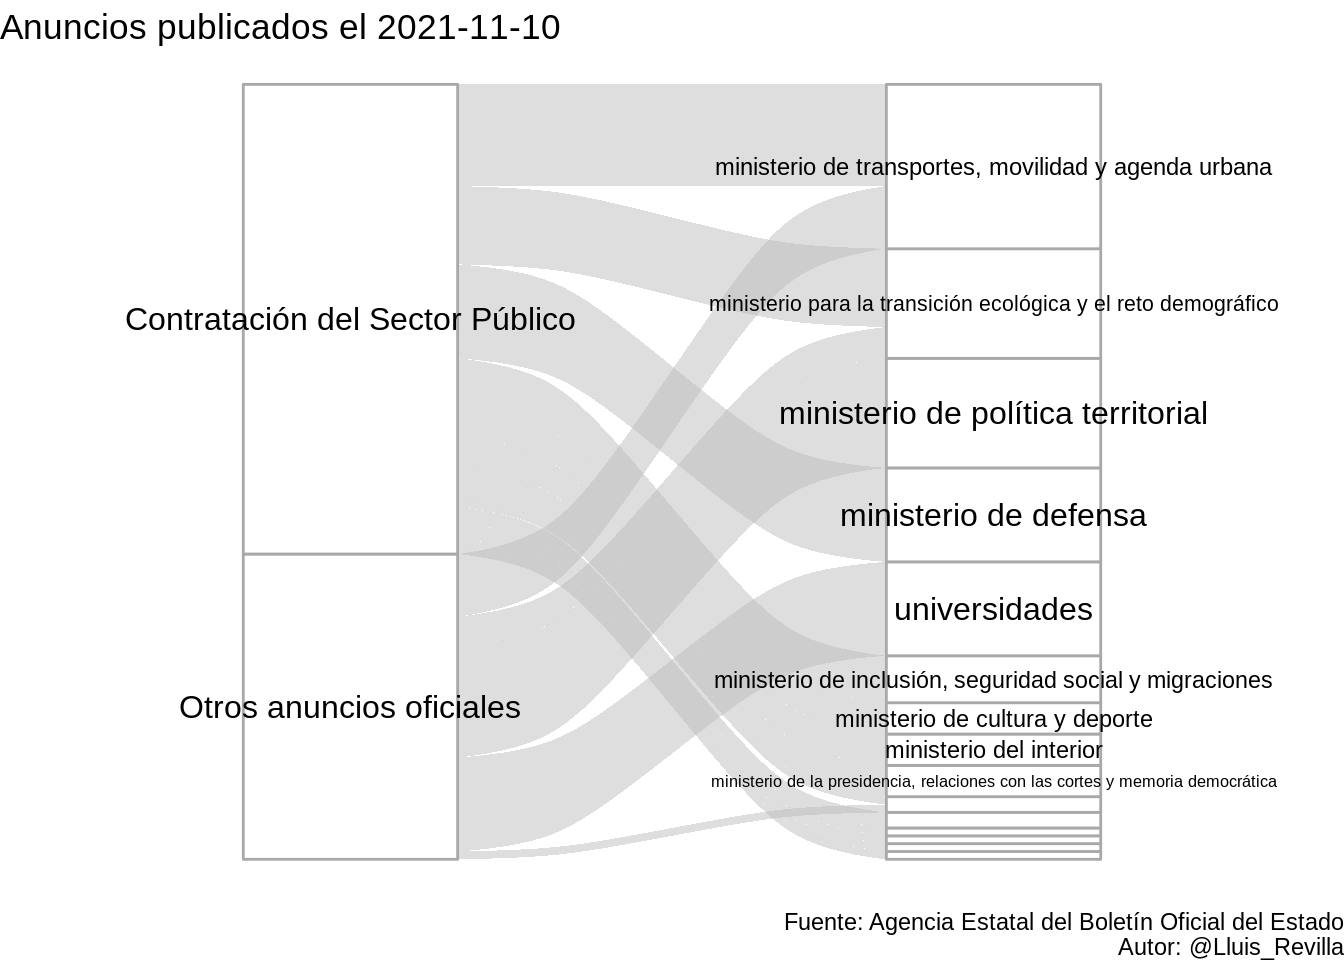 Anuncios publicados el 2021-11-10
Contratación del Sector Público
Otros anuncios oficiales
ministerio de transportes, movilidad y agenda urbana
ministerio para la transición ecológica y el reto demográfico
ministerio de política territorial
ministerio de defensa
universidades
ministerio de inclusión, seguridad social y migraciones
ministerio de cultura y deporte
ministerio del interior
ministerio de la presidencia, relaciones con las cortes y memoria democrática
Fuente: Agencia Estatal del Boletín Oficial del Estado
Autor: @Lluis_Revilla